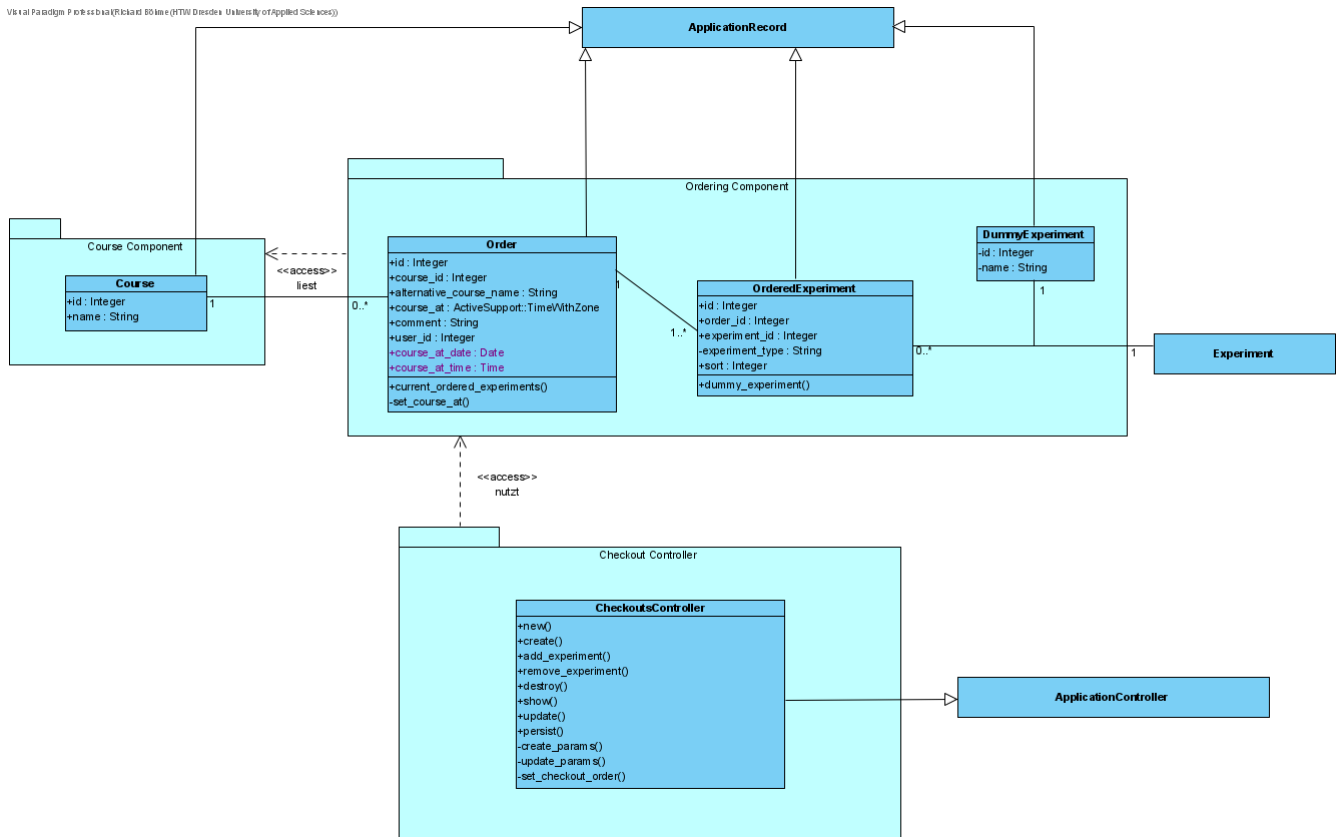 Visual Paradigm Professional(Richard Böhme(HTW Dresden University of Applied Sciences))
ApplicationRecord
Ordering Component
Course Component
<<access>>
liest
Course
+id : Integer
+name : String
1
0..*
Order
+id : Integer
+course_id : Integer
+alternative_course_name : String
+course_at : ActiveSupport::TimeWithZone
+comment : String
+user_id : Integer
+course_at_date : Date
+course_at_time : Time
+current_ordered_experiments()
-set_course_at()
1
1..*
OrderedExperiment
+id : Integer
+order_id : Integer
+experiment_id : Integer
-experiment_type : String
+sort : Integer
+dummy_experiment()
0..*
DummyExperiment
-id : Integer
-name : String
1
1
Experiment
<<access>>
nutzt
Checkout Controller
CheckoutsController
+new()
+create()
+add_experiment()
+remove_experiment()
+destroy()
+show()
+update()
+persist()
-create_params()
-update_params()
-set_checkout_order()
ApplicationController